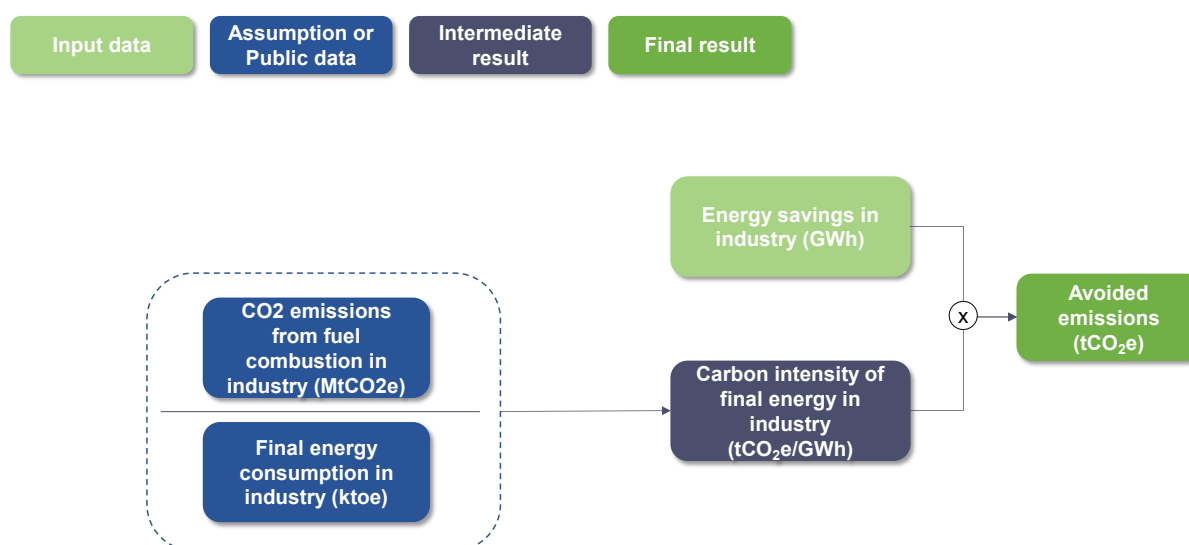 Input data
Assumption or
Public data
Intermediate
result
Final result
Energy savings in
industry (GWh)
CO2 emissions
from fuel
combustion in
industry (MtCO2e)
Final energy
consumption in
industry (ktoe)
Carbon intensity of
final energy in
industry
(tCO₂e/GWh)
x
Avoided
emissions
(tCO₂e)